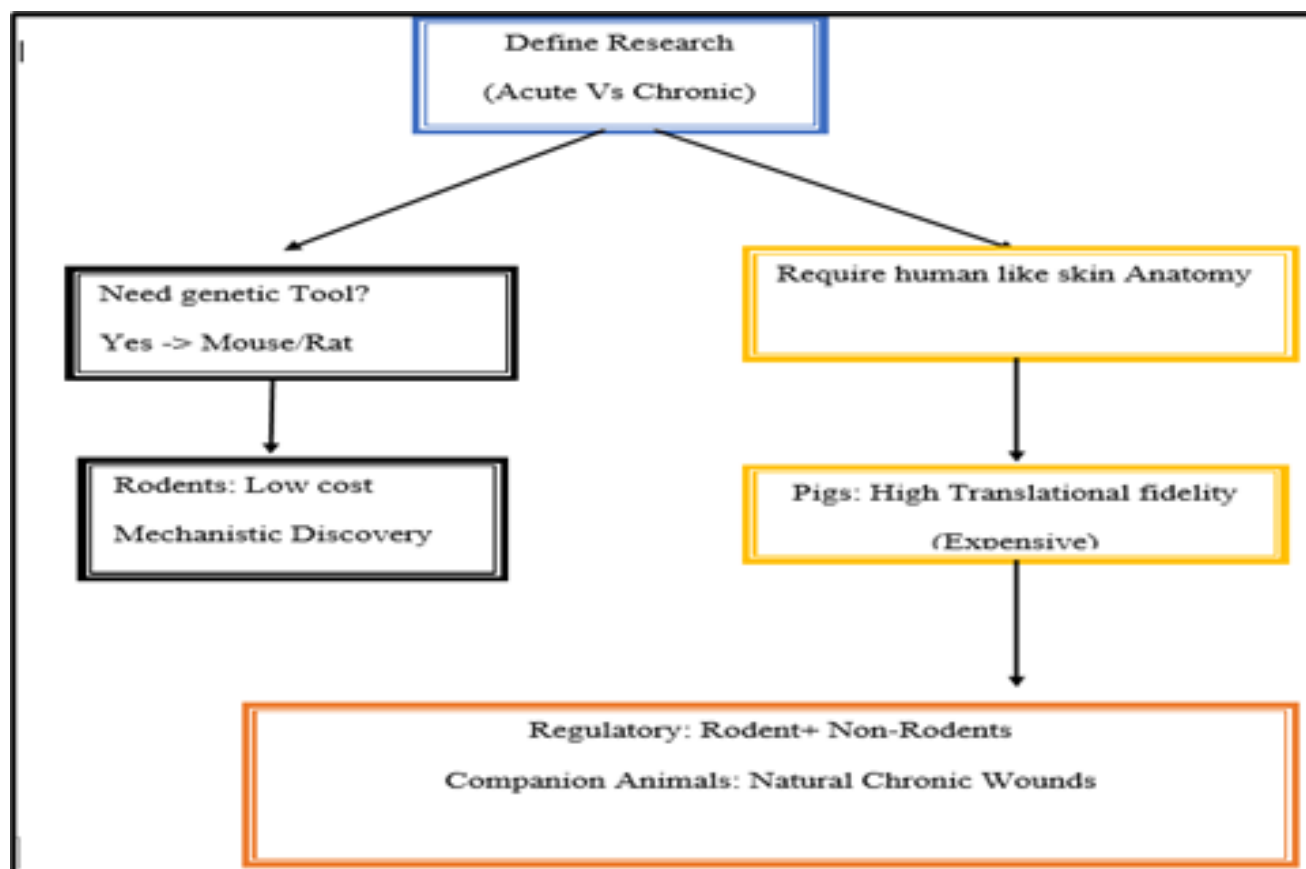 Define Research
(Acute Vs Chronic)
Need genetic Tool?
Yes -> Mouse/Rat
Require human like skin Anatomy
Rodents: Low cost
Mechanistic Discovery
Pigs: High Translational fidelity
(Expensive)
Regulatory: Rodent+ Non-Rodents
Companion Animals: Natural Chronic Wounds